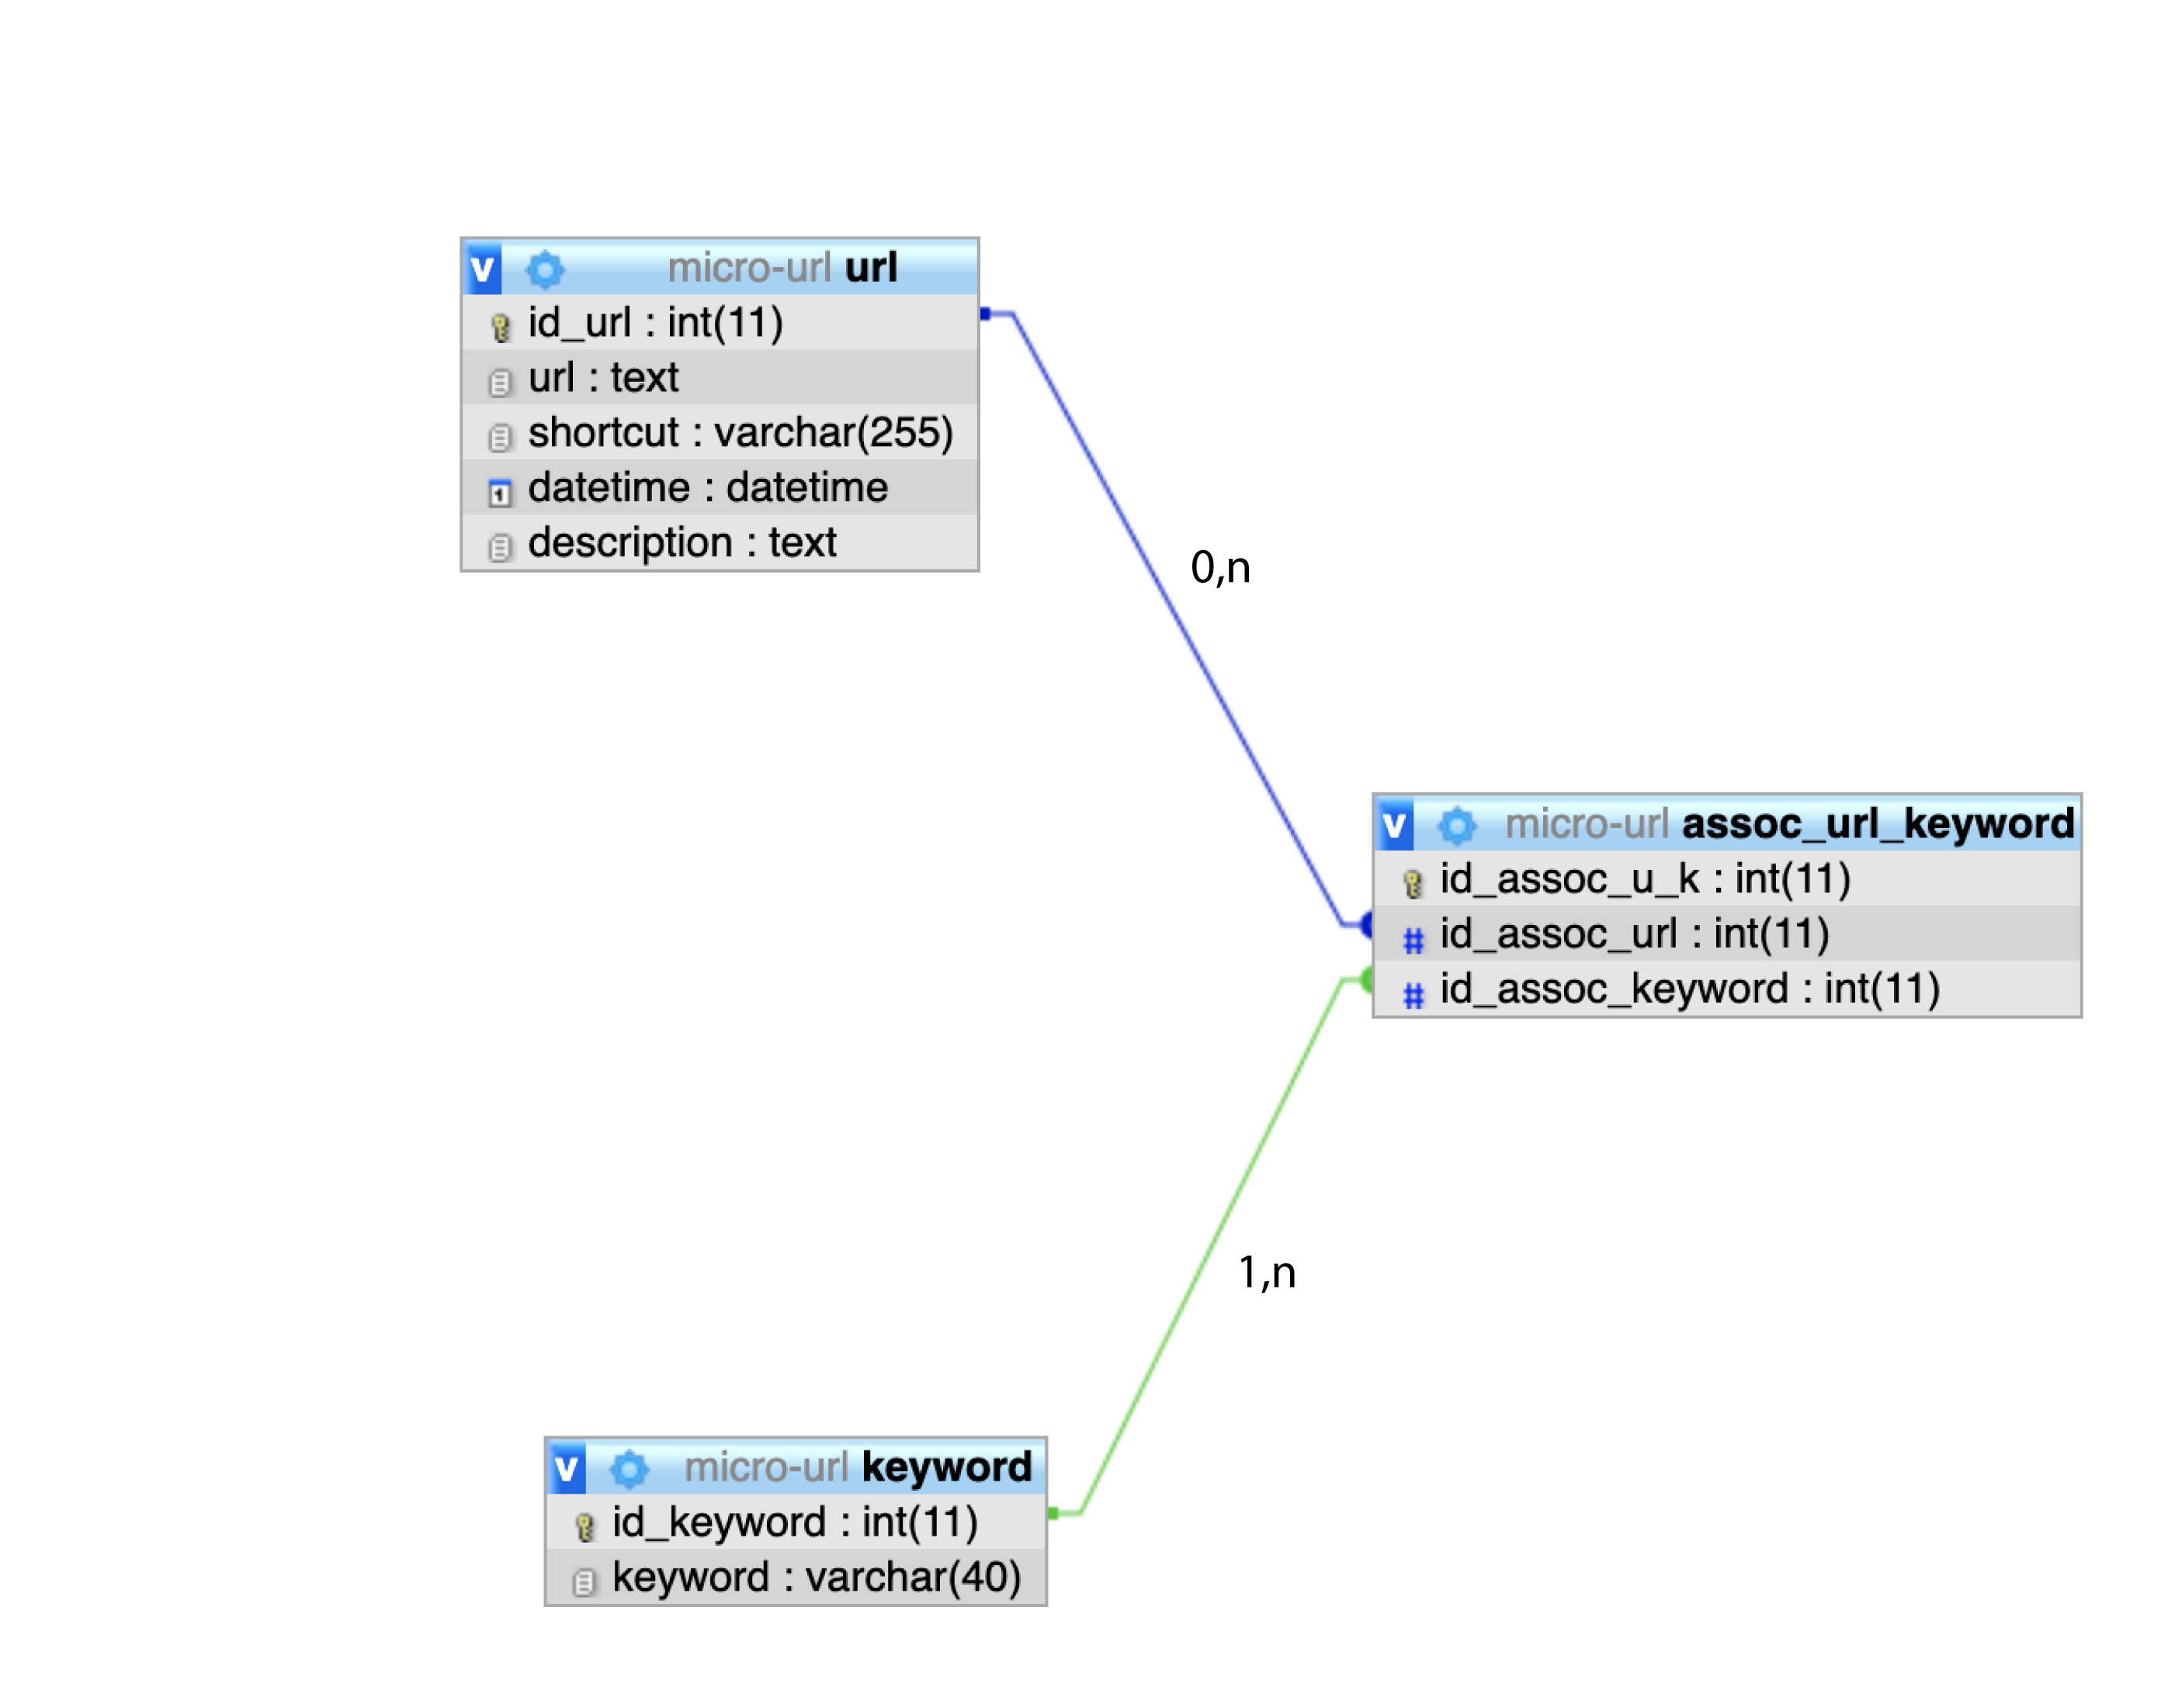 v micro-url url
id_url : int(11)
url : text
shortcut : varchar(255)
datetime : datetime
description : text
0,n
v micro-url assoc_url_keyword
id_assoc_u_k : int(11)
# id_assoc_url : int(11)
# id_assoc_keyword : int(11)
1,n
v micro-url keyword
id_keyword : int(11)
keyword : varchar(40)